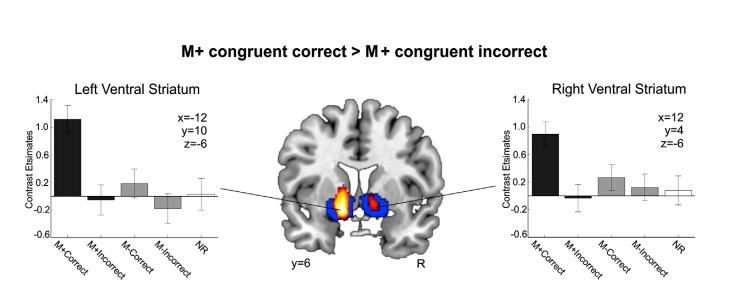 M+ congruent correct > M+ congruent incorrect
Left Ventral Striatum
1.4
1.0
0.6
0.2
-0.2
-0.6
Contrast Etsimates
x=-12
y=10
z=-6
M+Correct
M+Incorrect
M-Correct
M-Incorrect
NR
y=6
R
Right Ventral Striatum
1.4
1.0
0.6
0.2
-0.2
-0.6
Contrast Etsimates
x=12
y=4
z=-6
M+Correct
M+Incorrect
M-Correct
M-Incorrect
NR